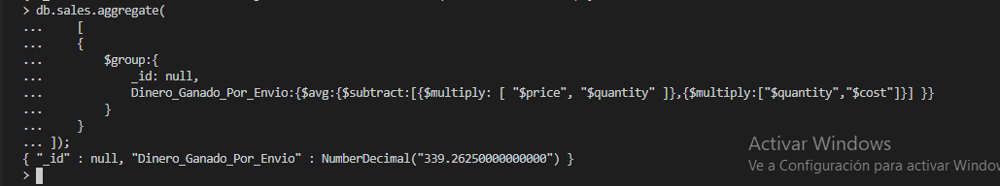 > db.sales.aggregate(
... [
... {
... $group:{
... _id: null,
... Dinero_Ganado_Por_Envio:{$avg:{$subtract:[{$multiply: [ "$price", "$quantity" ]},{$multiply:["$quantity","$cost"]}] }}
... }
... }
... ]);
{ "_id" : null, "Dinero_Ganado_Por_Envio" : NumberDecimal("339.26250000000000") }
>
Activar Windows
Ve a Configuración para activar Window